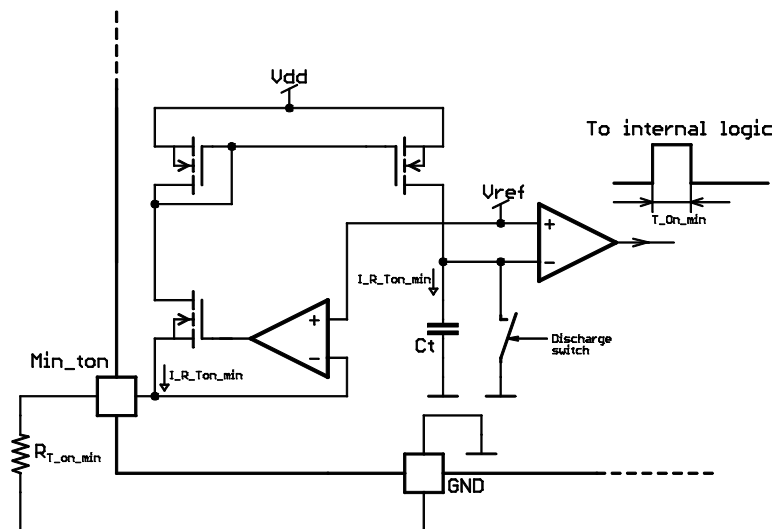 Vdd
To internal logic
Vref
T_On_min
+
−
I_R_Ton_min
+
−
Ct
Discharge
switch
Min_ton
I_R_Ton_min
RT_on_min
GND